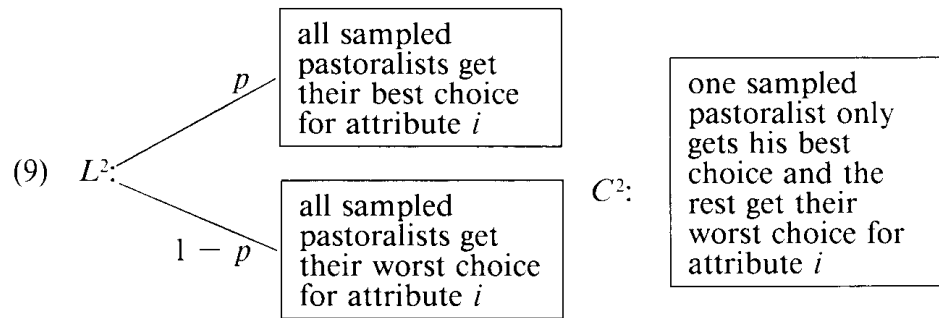 all sampled
pastoralists get
their best choice
for attribute i
p
(9) L²:
1 − p
all sampled
pastoralists get
their worst choice
for attribute i
C²:
one sampled
pastoralist only
gets his best
choice and the
rest get their
worst choice for
attribute i